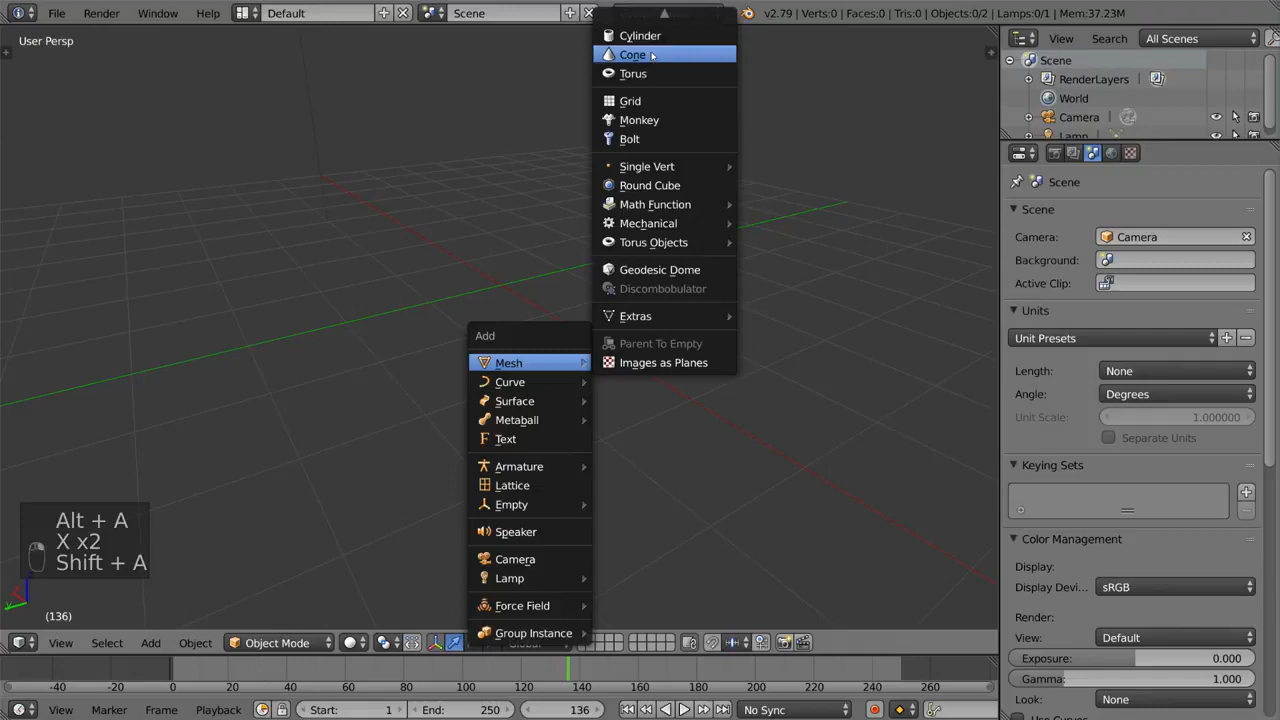 File Render Window Help Default Scene v2.79 | Verts:0 | Faces:0 | Tris:0 | Objects:0/2 | Lamps:0/1 | Mem:37.23M
User Persp
Cylinder
Cone
Torus
Grid
Monkey
Bolt
Single Vert
Round Cube
Math Function
Mechanical
Torus Objects
Geodesic Dome
Discombobulator
Extras
Parent To Empty
Images as Planes
Add
Mesh
Curve
Surface
Metaball
Text
Armature
Lattice
Empty
Speaker
Camera
Lamp
Force Field
Group Instance
Alt + A
X x2
Shift + A
(136)
View Select Add Object Object Mode
-40 -20 0 20 40 60 80 100 120 140 160 180 200 220 240 260
View Marker Frame Playback Start: 1 End: 250 136 No Sync
View Search All Scenes
Scene
RenderLayers
World
Camera
Scene
Scene
Camera: Camera
Background:
Active Clip:
Units
Unit Presets
Length: None
Angle: Degrees
Unit Scale: 1.000000
Separate Units
Keying Sets
Color Management
Display:
Display Devi... sRGB
Render:
View: Default
Exposure: 0.000
Gamma: 1.000
Look: None